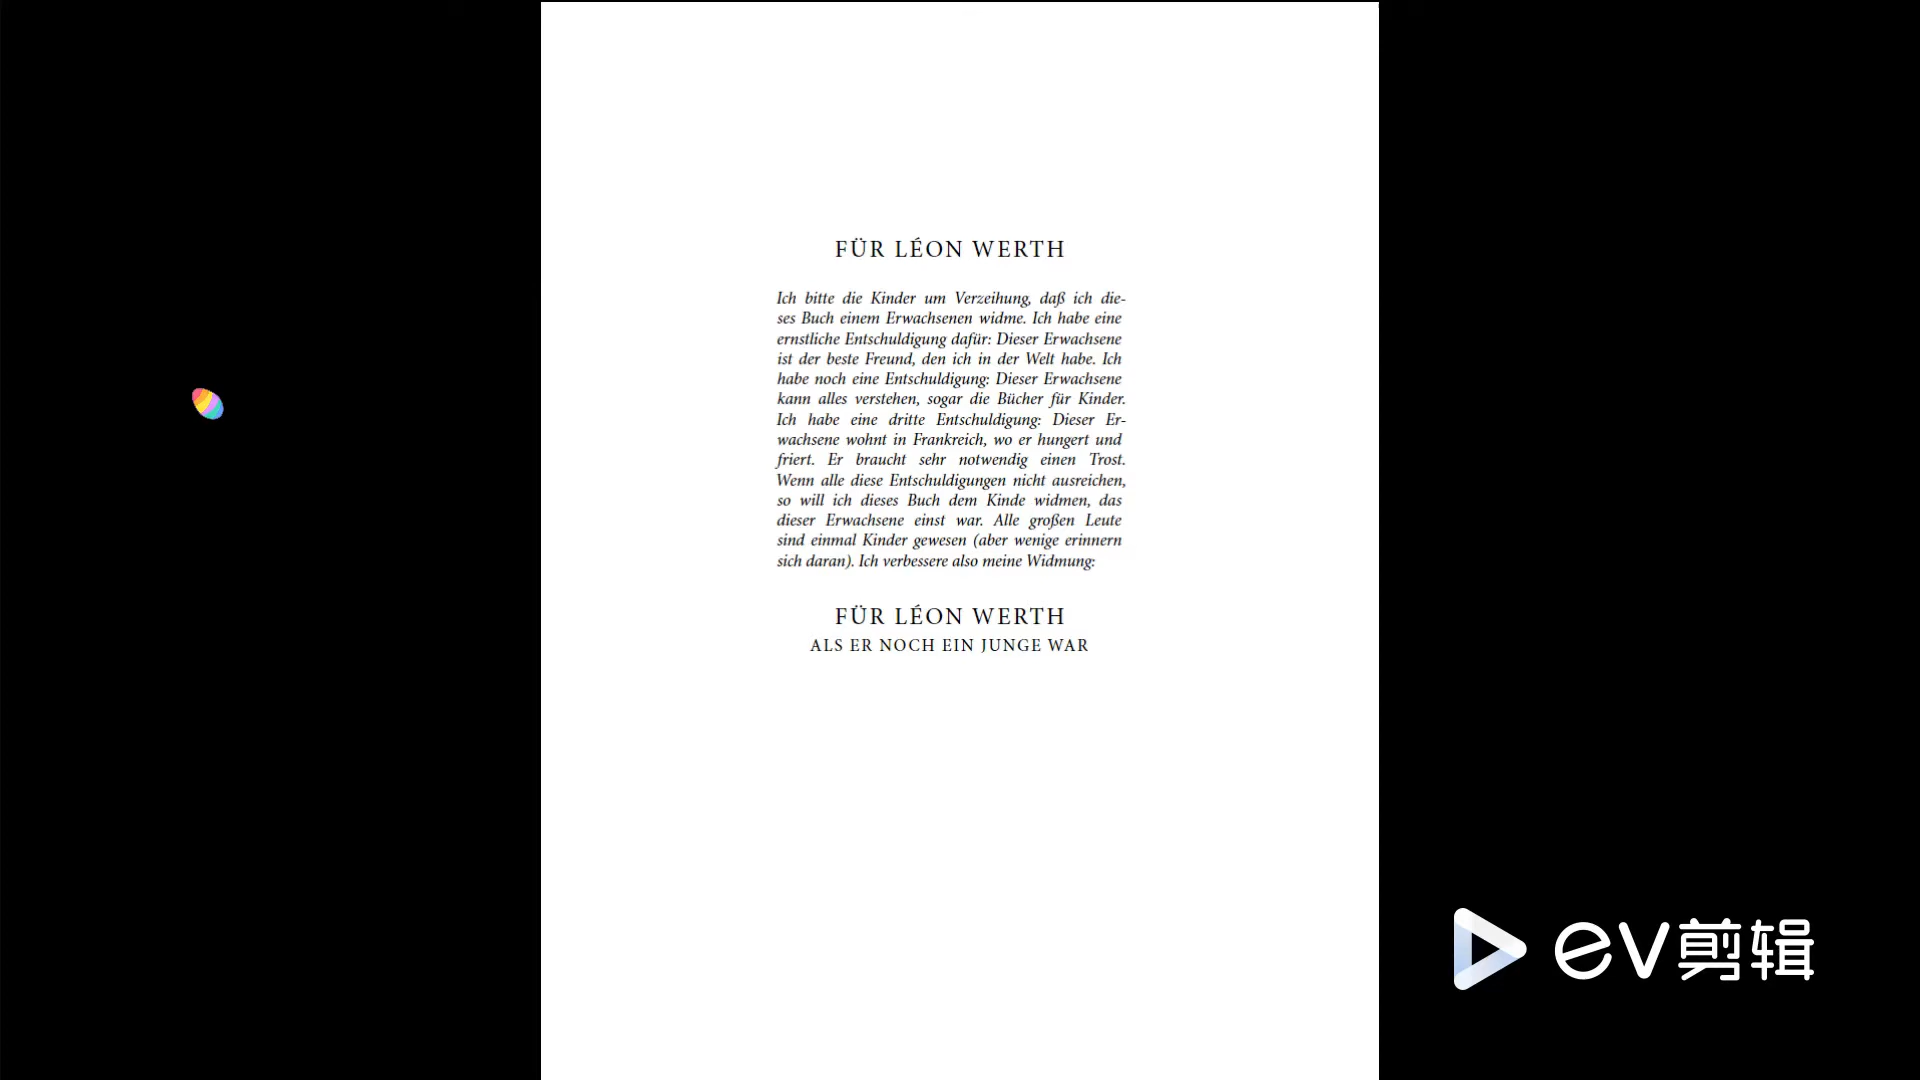 FÜR LÉON WERTH
Ich bitte die Kinder um Verzeihung, daß ich die-
ses Buch einem Erwachsenen widme. Ich habe eine
ernstliche Entschuldigung dafür: Dieser Erwachsene
ist der beste Freund, den ich in der Welt habe. Ich
habe noch eine Entschuldigung: Dieser Erwachsene
kann alles verstehen, sogar die Bücher für Kinder.
Ich habe eine dritte Entschuldigung: Dieser Er-
wachsene wohnt in Frankreich, wo er hungert und
friert. Er braucht sehr notwendig einen Trost.
Wenn alle diese Entschuldigungen nicht ausreichen,
so will ich dieses Buch dem Kinde widmen, das
dieser Erwachsene einst war. Alle großen Leute
sind einmal Kinder gewesen (aber wenige erinnern
sich daran). Ich verbessere also meine Widmung:
FÜR LÉON WERTH
ALS ER NOCH EIN JUNGE WAR
eV剪辑